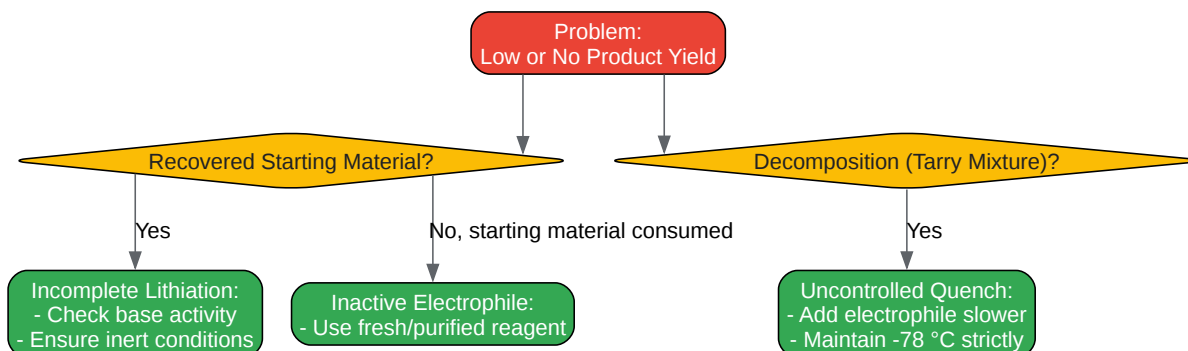 Problem:
Low or No Product Yield
Recovered Starting Material?
Decomposition (Tarry Mixture)?
Yes
No, starting material consumed
Yes
Incomplete Lithiation:
- Check base activity
- Ensure inert conditions
Inactive Electrophile:
- Use fresh/purified reagent
Uncontrolled Quench:
- Add electrophile slower
- Maintain -78 °C strictly